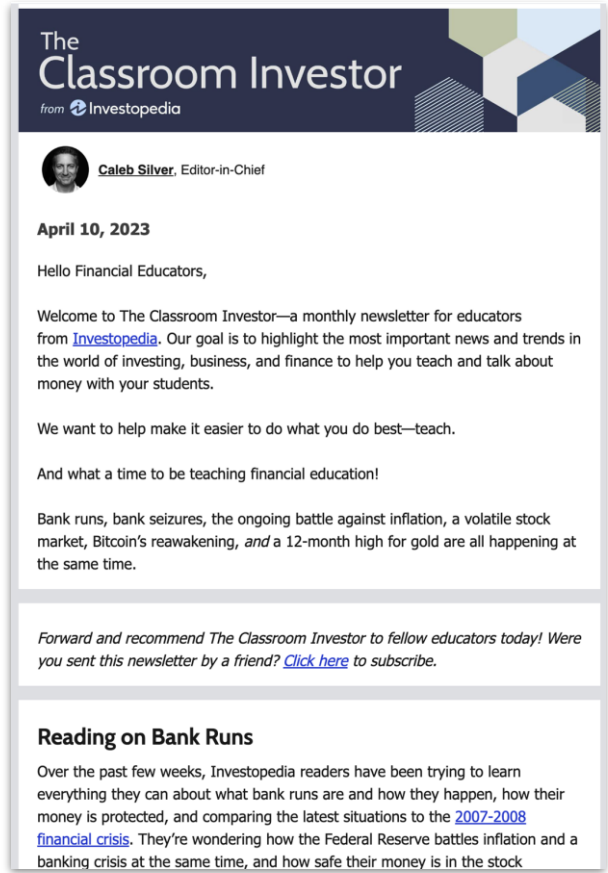 The
Classroom Investor
from Investopedia
Caleb Silver, Editor-in-Chief
April 10, 2023
Hello Financial Educators,
Welcome to The Classroom Investor—a monthly newsletter for educators
from Investopedia. Our goal is to highlight the most important news and trends in
the world of investing, business, and finance to help you teach and talk about
money with your students.
We want to help make it easier to do what you do best—teach.
And what a time to be teaching financial education!
Bank runs, bank seizures, the ongoing battle against inflation, a volatile stock
market, Bitcoin’s reawakening, and a 12-month high for gold are all happening at
the same time.
Forward and recommend The Classroom Investor to fellow educators today! Were
you sent this newsletter by a friend? Click here to subscribe.
Reading on Bank Runs
Over the past few weeks, Investopedia readers have been trying to learn
everything they can about what bank runs are and how they happen, how their
money is protected, and comparing the latest situations to the 2007-2008
financial crisis. They’re wondering how the Federal Reserve battles inflation and a
banking crisis at the same time, and how safe their money is in the stock